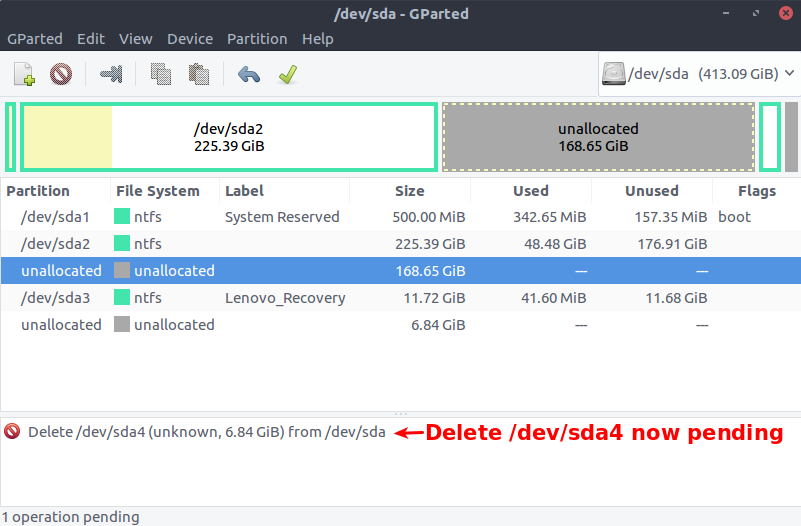 /dev/sda - GParted
GParted Edit View Device Partition Help
/dev/sda (413.09 GiB)
/dev/sda2
225.39 GiB
unallocated
168.65 GiB
Partition File System Label Size Used Unused Flags
/dev/sda1 ntfs System Reserved 500.00 MiB 342.65 MiB 157.35 MiB boot
/dev/sda2 ntfs 225.39 GiB 48.48 GiB 176.91 GiB
unallocated unallocated 168.65 GiB --- ---
/dev/sda3 ntfs Lenovo_Recovery 11.72 GiB 41.60 MiB 11.68 GiB
unallocated unallocated 6.84 GiB --- ---
Delete /dev/sda4 (unknown, 6.84 GiB) from /dev/sda Delete /dev/sda4 now pending
1 operation pending